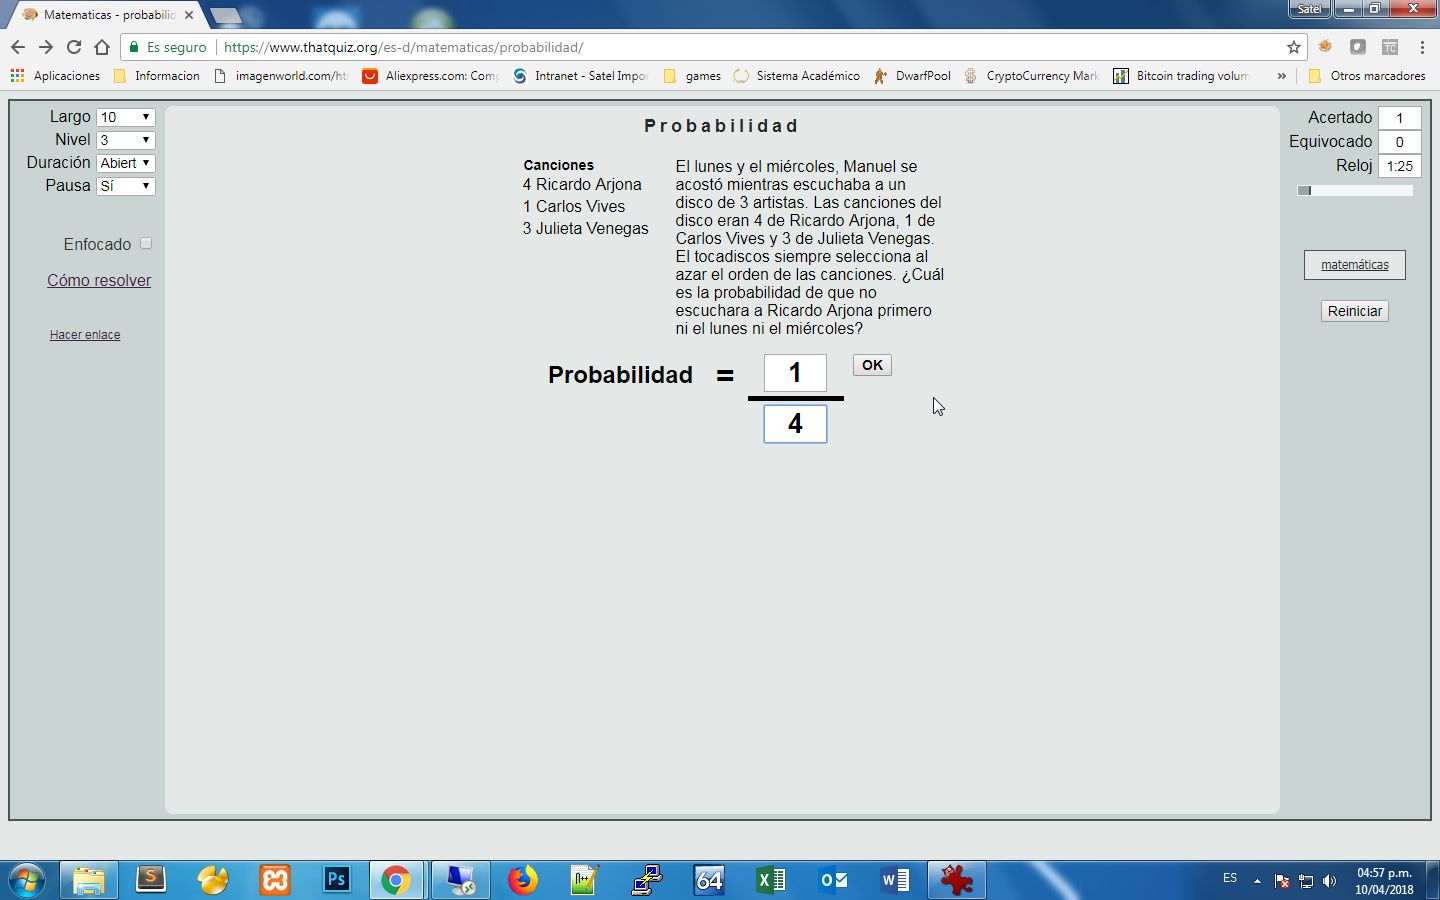 Matematicas - probabilid
Satel
Es seguro
https://www.thatquiz.org/es-d/matematicas/probabilidad/
Aplicaciones
Informacion
imagenworld.com/ht
Aliexpress.com: Comp
Intranet - Satel Impo
games
Sistema Académico
DwarfPool
CryptoCurrency Mark
Bitcoin trading volum
»
Otros marcadores
Largo 10
Nivel 3
Duración Abiert
Pausa Sí
Enfocado
Cómo resolver
Hacer enlace
Probabilidad
Canciones
4 Ricardo Arjona
1 Carlos Vives
3 Julieta Venegas
El lunes y el miércoles, Manuel se
acostó mientras escuchaba a un
disco de 3 artistas. Las canciones del
disco eran 4 de Ricardo Arjona, 1 de
Carlos Vives y 3 de Julieta Venegas.
El tocadiscos siempre selecciona al
azar el orden de las canciones. ¿Cuál
es la probabilidad de que no
escuchara a Ricardo Arjona primero
ni el lunes ni el miércoles?
Probabilidad = 1
4
OK
Acertado 1
Equivocado 0
Reloj 1:25
matemáticas
Reiniciar
TC
S
Ps
n++
64
ES
04:57 p.m.
10/04/2018